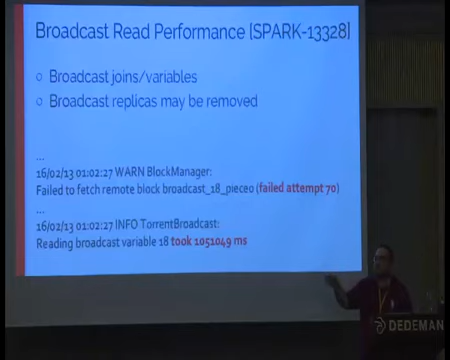 Broadcast Read Performance [SPARK-13328]
Broadcast joins/variables
Broadcast replicas may be removed
...
16/02/13 01:02:27 WARN BlockManager:
Failed to fetch remote block broadcast_18_piece0 (failed attempt 70)
...
16/02/13 01:02:27 INFO TorrentBroadcast:
Reading broadcast variable 18 took 1051049 ms
DEDEMAN